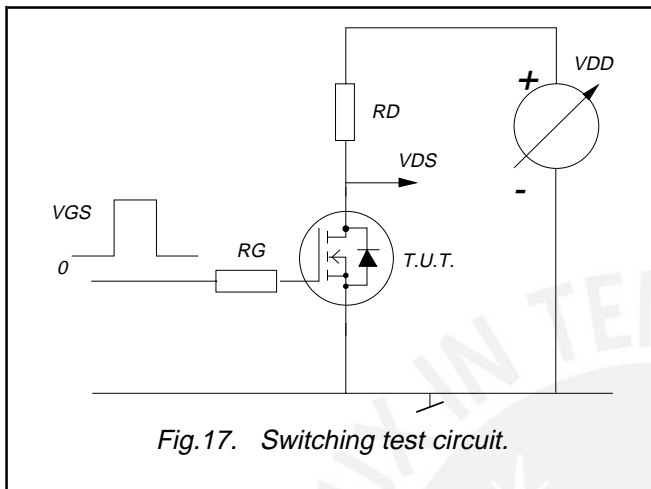 +
VDD
RD
VDS
-
VGS
RG
0
T.U.T.
Fig.17. Switching test circuit.